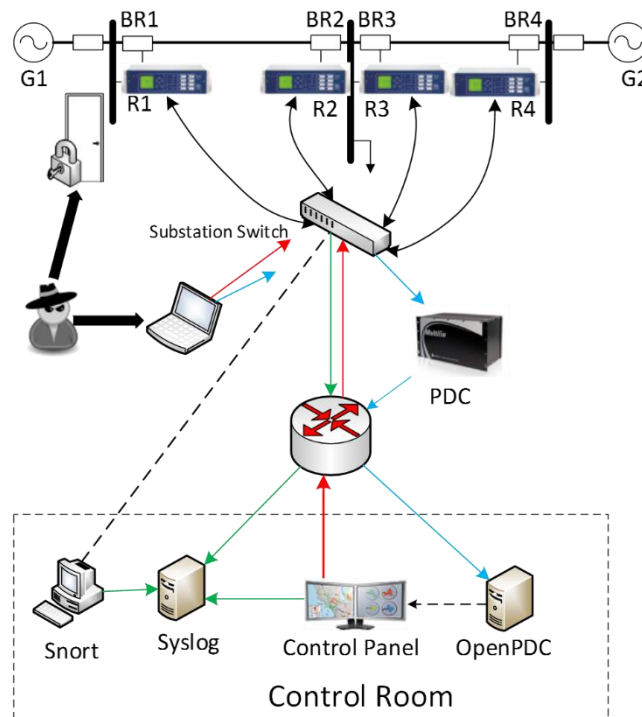 BR1
BR2
BR3
BR4
G1
R1
R2
R3
R4
G2
Substation Switch
Multilin
PDC
Snort
Syslog
Control Panel
OpenPDC
Control Room